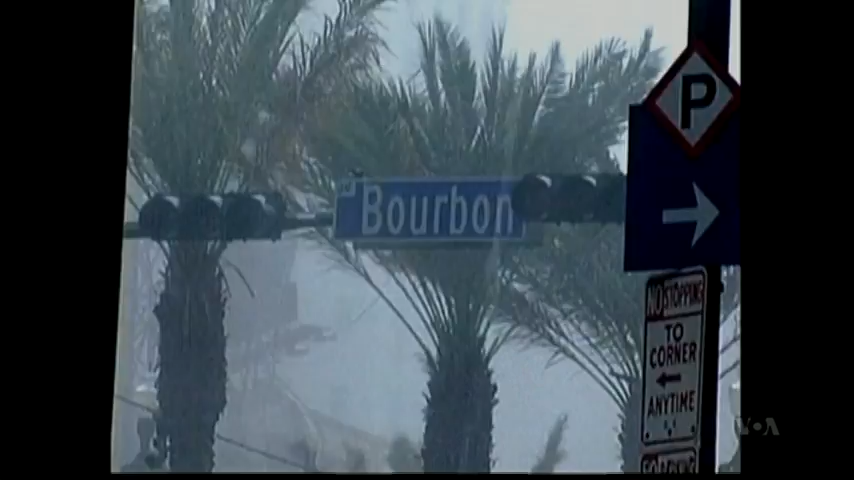 Bourbon
P
NO STOPPING
TO
CORNER
ANYTIME
VOA